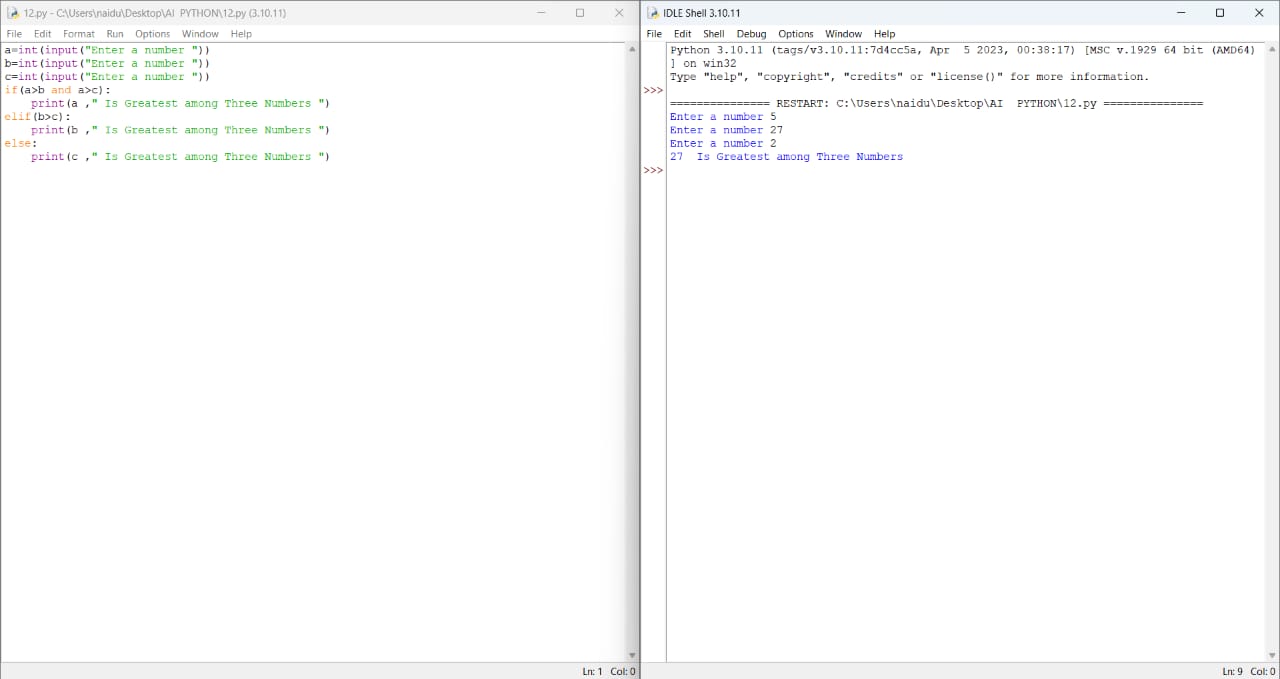 12.py - C:\Users\naidu\Desktop\AI  PYTHON\12.py (3.10.11)
File Edit Format Run Options Window Help
a=int(input("Enter a number "))
b=int(input("Enter a number "))
c=int(input("Enter a number "))
if(a>b and a>c):
    print(a ," Is Greatest among Three Numbers ")
elif(b>c):
    print(b ," Is Greatest among Three Numbers ")
else:
    print(c ," Is Greatest among Three Numbers ")
Ln: 1 Col: 0
IDLE Shell 3.10.11
File Edit Shell Debug Options Window Help
Python 3.10.11 (tags/v3.10.11:7d4cc5a, Apr  5 2023, 00:38:17) [MSC v.1929 64 bit (AMD64)
] on win32
Type "help", "copyright", "credits" or "license()" for more information.
>>>
=============== RESTART: C:\Users\naidu\Desktop\AI  PYTHON\12.py ===============
Enter a number 5
Enter a number 27
Enter a number 2
27  Is Greatest among Three Numbers
>>>
Ln: 9 Col: 0